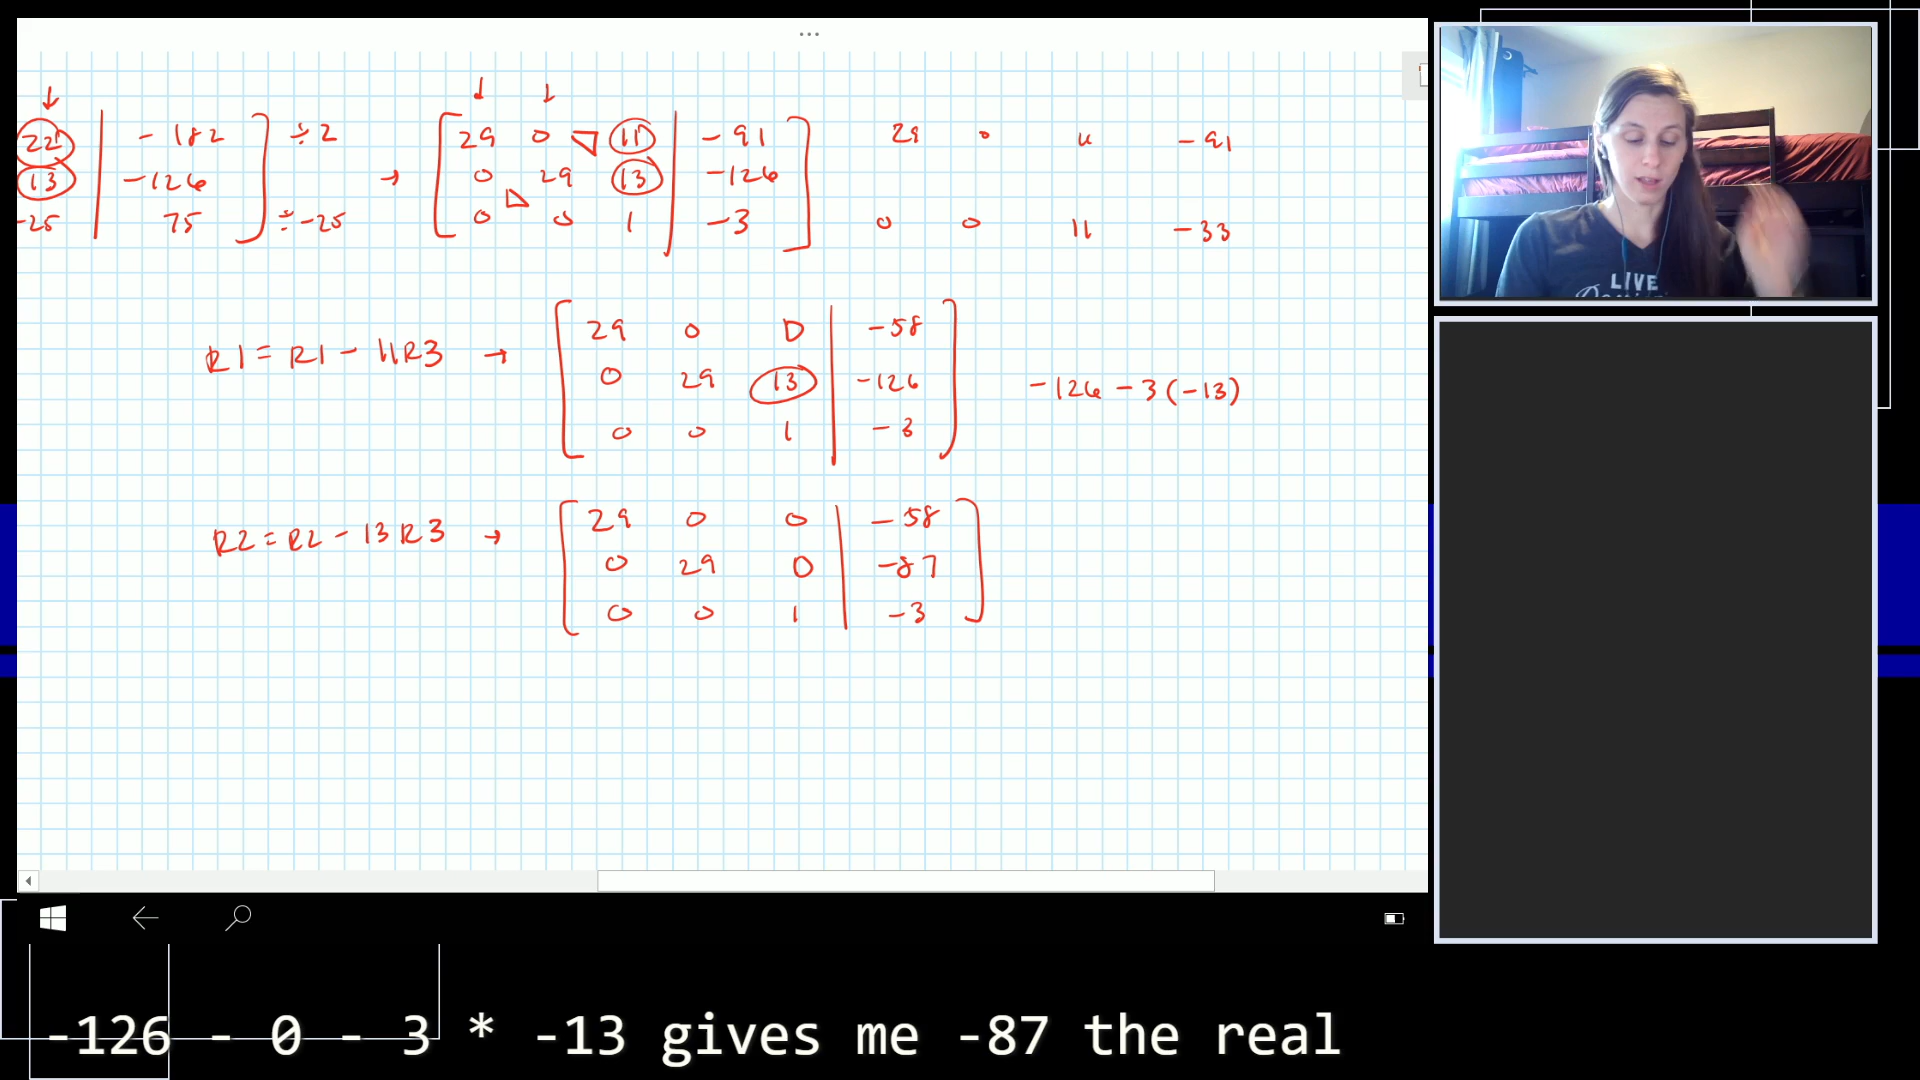 ↓ ↓ ↓
22 | -182 ] ÷2 [ 29 0 11 | -91 ] 29 0 11 -91
13 | -126 → [ 0 29 13 | -126 ]
-25 | 75 ] ÷-25 [ 0 0 1 | -3 ] 0 0 11 -33
[ 29 0 0 | -58 ]
R1 = R1 - 11R3 → [ 0 29 13 | -126 ] -126 - 3(-13)
[ 0 0 1 | -3 ]
[ 29 0 0 | -58 ]
R2 = R2 - 13R3 → [ 0 29 0 | -87 ]
[ 0 0 1 | -3 ]
LIVE
-126 - 0 - 3 * -13 gives me -87 the real